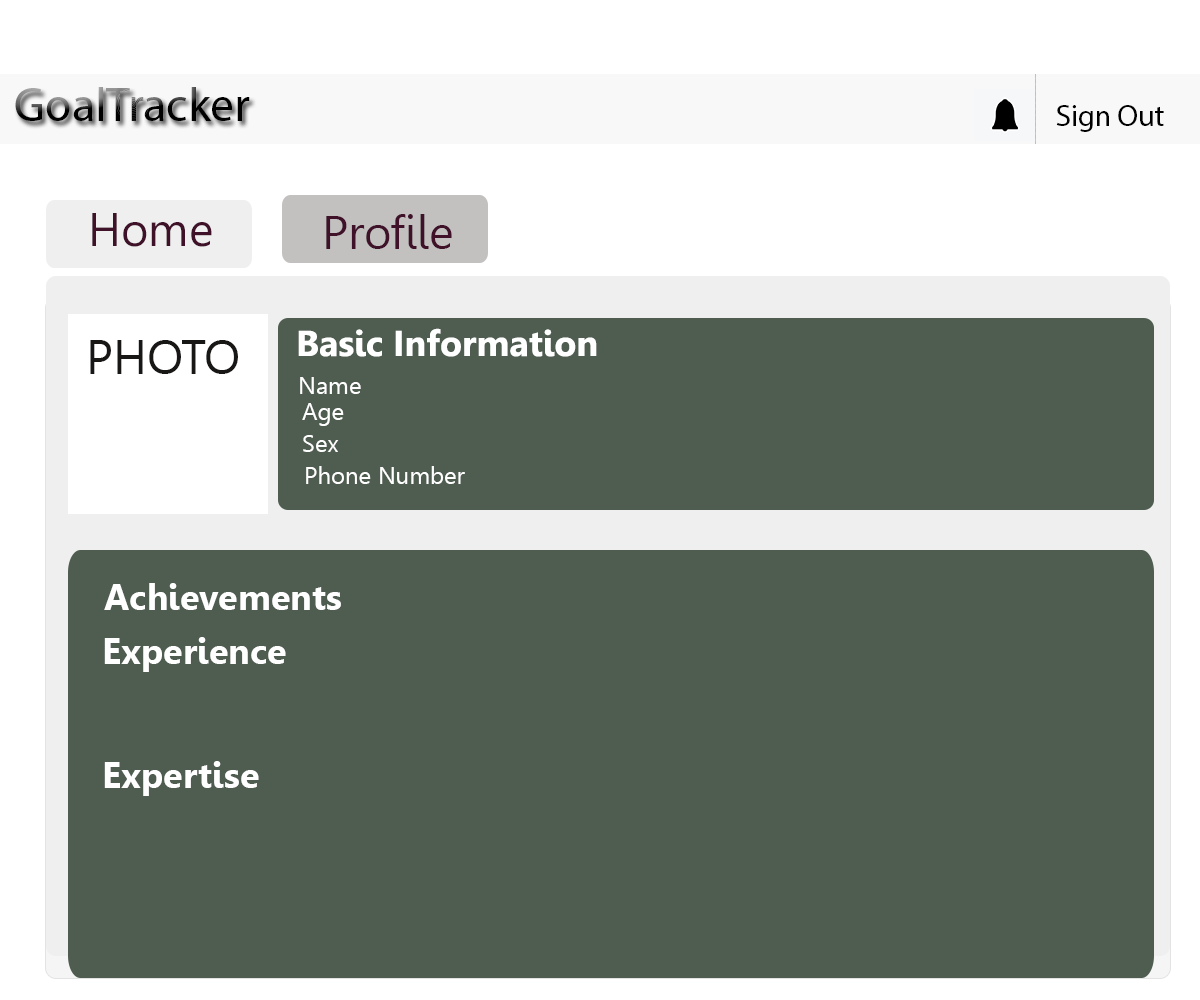 GoalTracker
Sign Out
Home
Profile
PHOTO
Basic Information
Name
Age
Sex
Phone Number
Achievements
Experience
Expertise